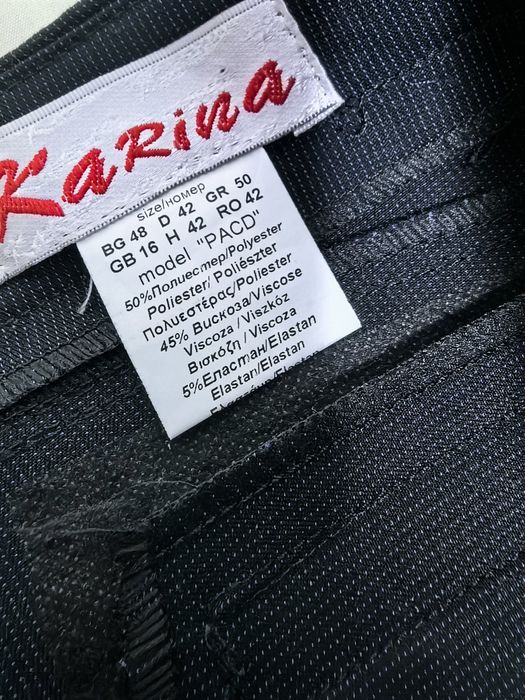 Karina
size/номер
BG 48 D 42 GR 50
GB 16 H 42 RO 42
model "PACD"
50%Полиестер/Polyester
Poliester/ Poliészter
Πολυεστέρας/Poliester
45% Вискоза/Viscose
Viscoza / Viszkóz
Βισκόζη / Viscoza
5%Еластан/Elastan
Elastan/Elastan